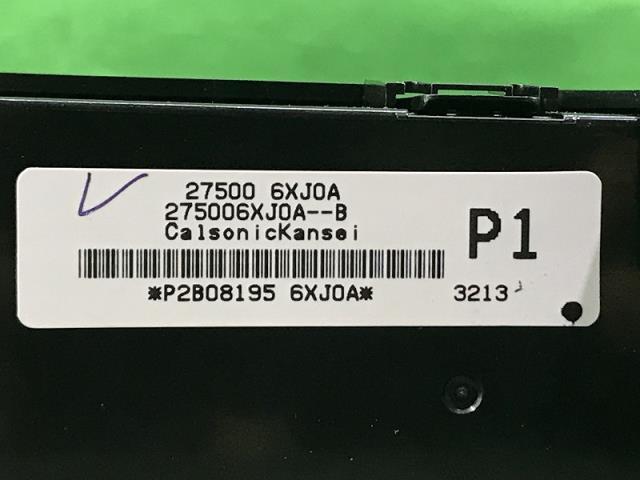 27500 6XJ0A
275006XJ0A--B
CalsonicKansei
P1
*P2B08195 6XJ0A*
3213